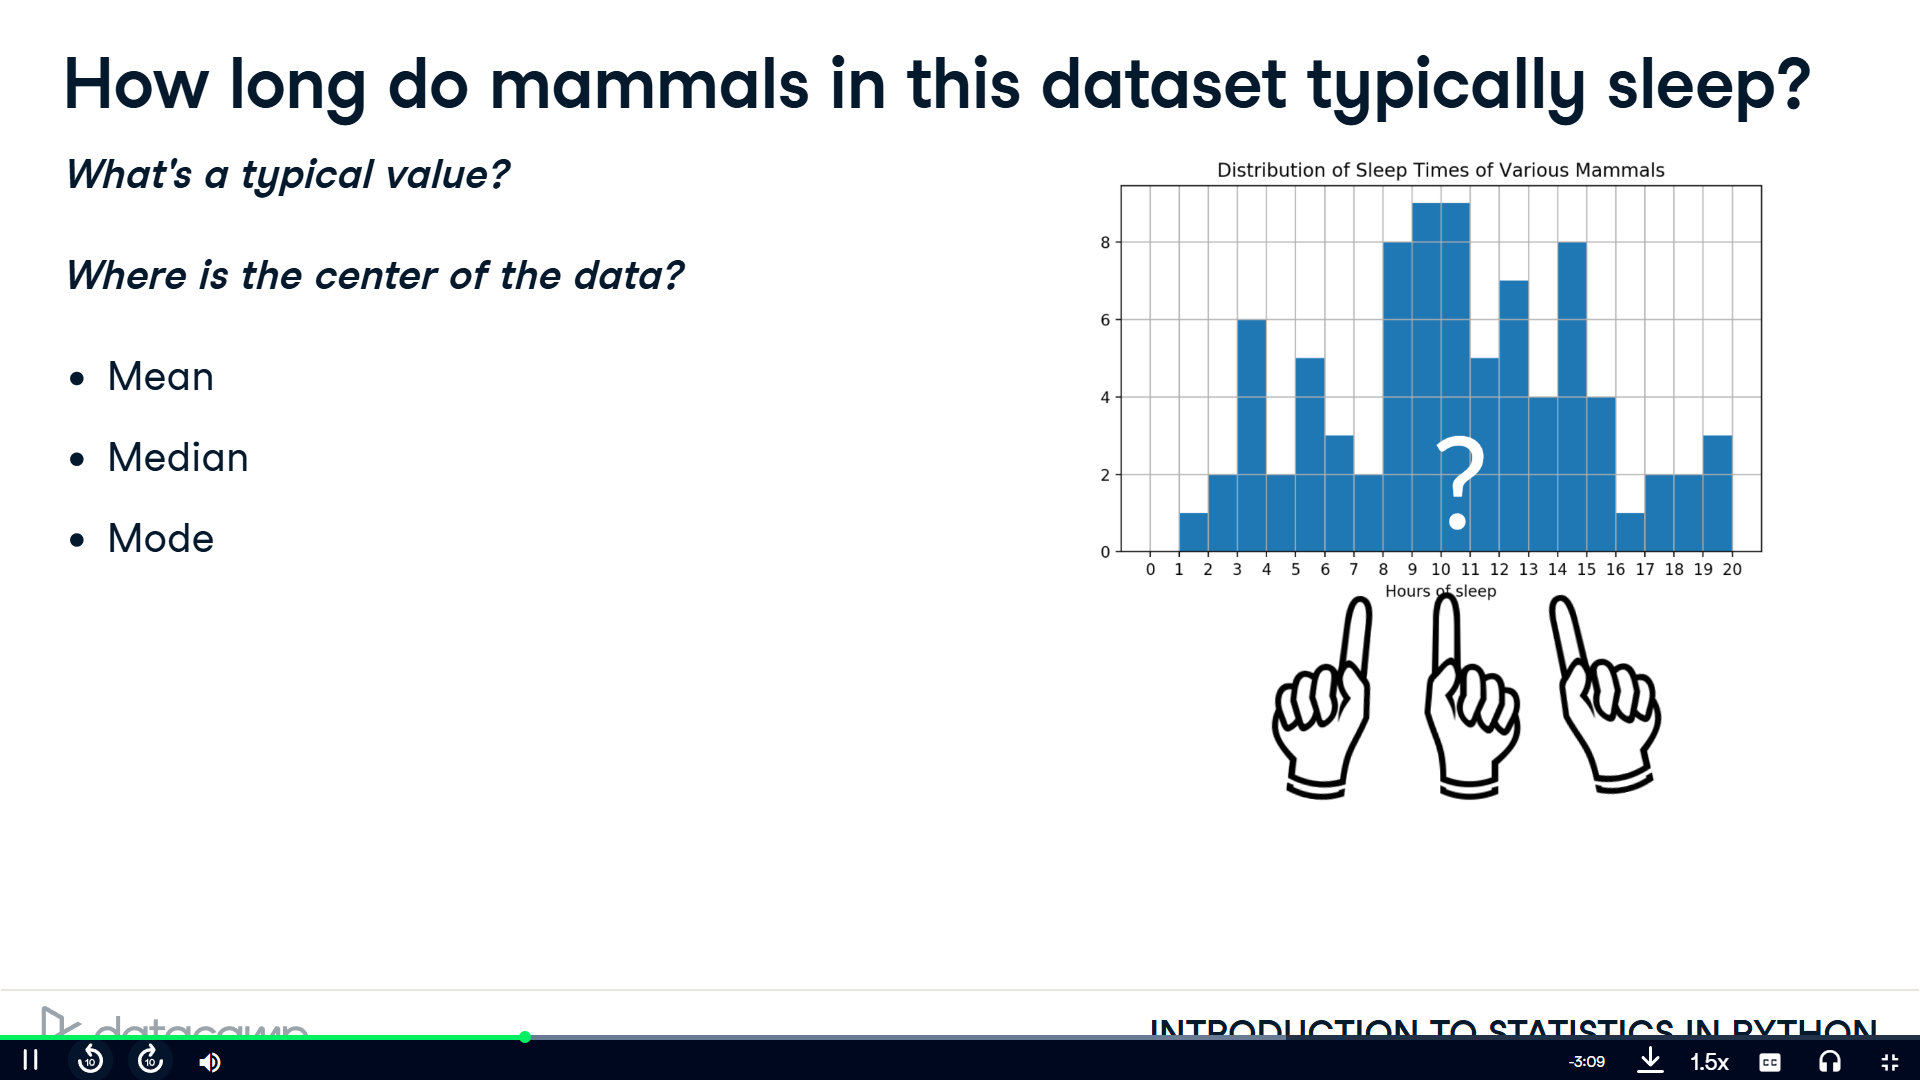 How long do mammals in this dataset typically sleep?
What's a typical value?
Where is the center of the data?
Mean
Median
Mode
Distribution of Sleep Times of Various Mammals
8
6
4
2
0
?
0 1 2 3 4 5 6 7 8 9 10 11 12 13 14 15 16 17 18 19 20
Hours of sleep
datacamp
INTRODUCTION TO STATISTICS IN PYTHON
10
10
-3:09
1.5x
CC